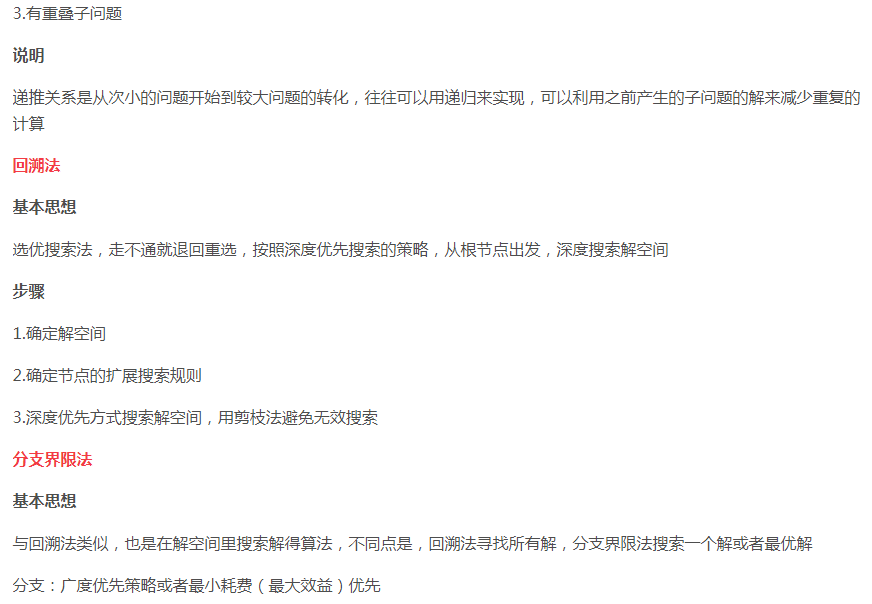 3.有重叠子问题
说明
递推关系是从次小的问题开始到较大问题的转化，往往可以用递归来实现，可以利用之前产生的子问题的解来减少重复的
计算
回溯法
基本思想
选优搜索法，走不通就退回重选，按照深度优先搜索的策略，从根节点出发，深度搜索解空间
步骤
1.确定解空间
2.确定节点的扩展搜索规则
3.深度优先方式搜索解空间，用剪枝法避免无效搜索
分支界限法
基本思想
与回溯法类似，也是在解空间里搜索解得算法，不同点是，回溯法寻找所有解，分支界限法搜索一个解或者最优解
分支：广度优先策略或者最小耗费（最大效益）优先